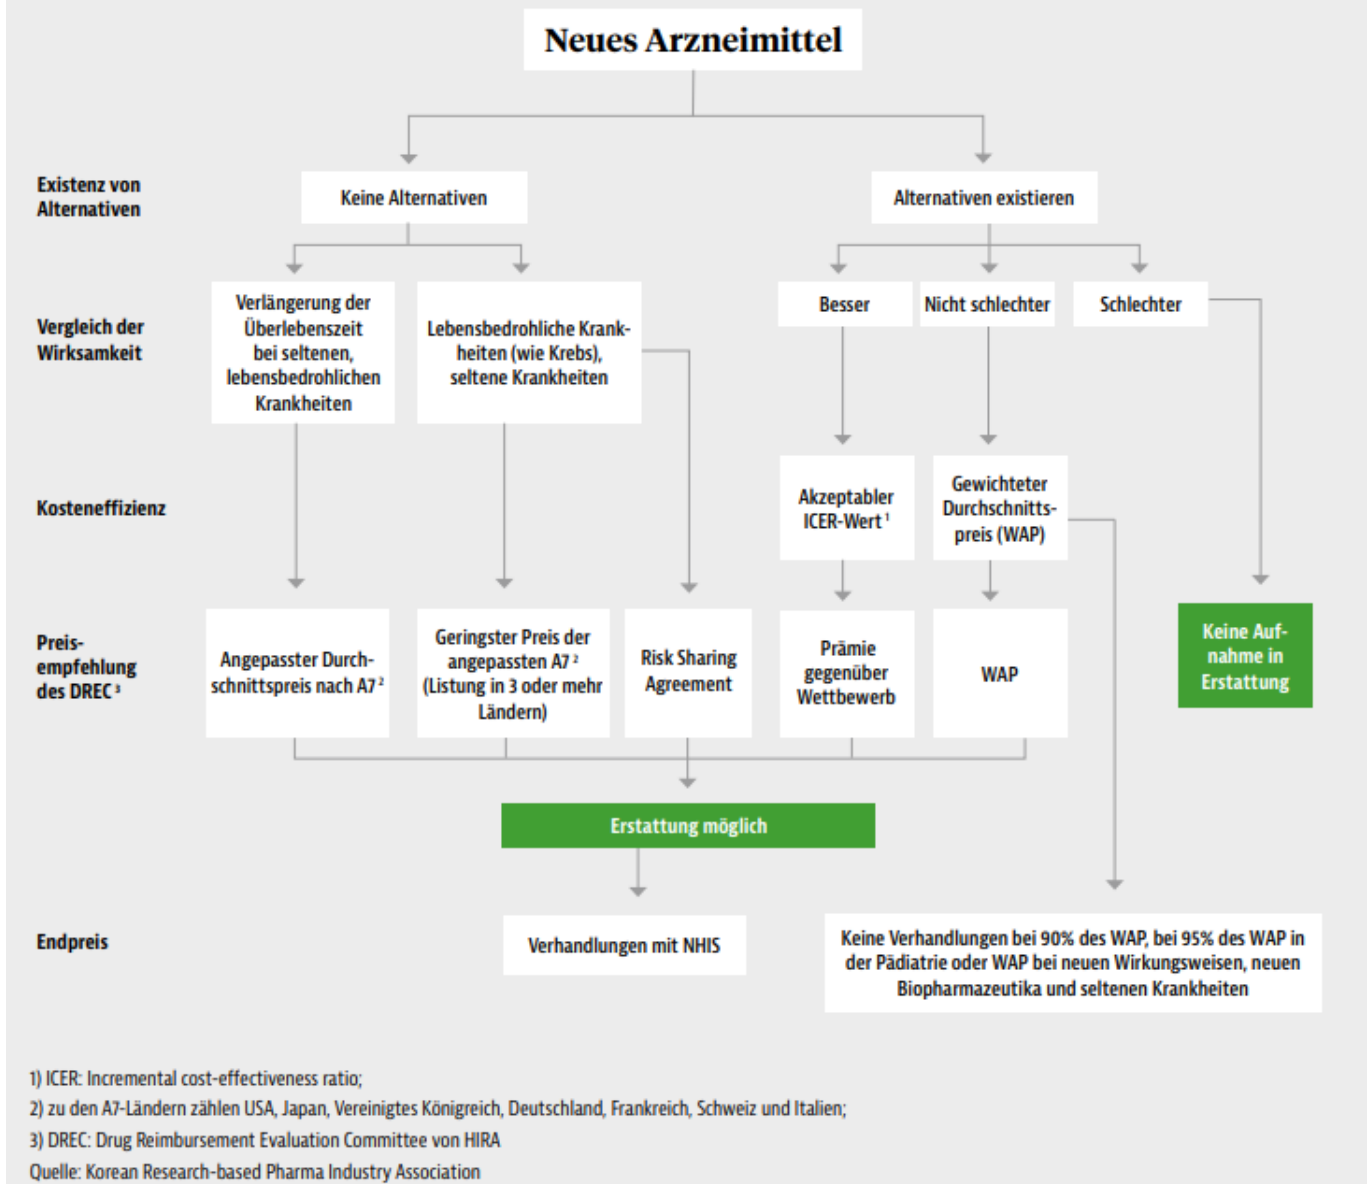 Neues Arzneimittel
Existenz von
Alternativen
Keine Alternativen
Alternativen existieren
Vergleich der
Wirksamkeit
Verlängerung der
Überlebenszeit
bei seltenen,
lebensbedrohlichen
Krankheiten
Lebensbedrohliche Krank-
heiten (wie Krebs),
seltene Krankheiten
Besser
Nicht schlechter
Schlechter
Kosteneffizienz
Akzeptabler
ICER-Wert ¹
Gewichteter
Durchschnitts-
preis (WAP)
Preis-
empfehlung
des DREC ³
Angepasster Durch-
schnittspreis nach A7 ²
Geringster Preis der
angepassten A7 ²
(Listung in 3 oder mehr
Ländern)
Risk Sharing
Agreement
Prämie
gegenüber
Wettbewerb
WAP
Keine Auf-
nahme in
Erstattung
Erstattung möglich
Endpreis
Verhandlungen mit NHIS
Keine Verhandlungen bei 90% des WAP, bei 95% des WAP in
der Pädiatrie oder WAP bei neuen Wirkungsweisen, neuen
Biopharmazeutika und seltenen Krankheiten
1) ICER: Incremental cost-effectiveness ratio;
2) zu den A7-Ländern zählen USA, Japan, Vereinigtes Königreich, Deutschland, Frankreich, Schweiz und Italien;
3) DREC: Drug Reimbursement Evaluation Committee von HIRA
Quelle: Korean Research-based Pharma Industry Association